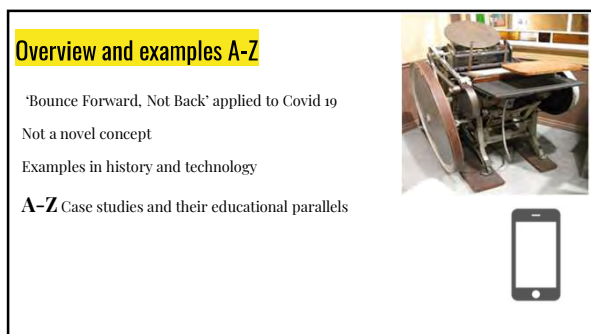 Overview and examples A-Z
‘Bounce Forward, Not Back’ applied to Covid 19
Not a novel concept
Examples in history and technology
A-Z Case studies and their educational parallels